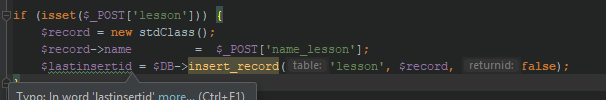 if (isset($_POST['lesson'])) {
$record = new stdClass();
$record->name = $_POST['name_lesson'];
$lastinsertid = $DB->insert_record( table: 'lesson', $record, returnid: false);
}
Typo: In word 'lastinsertid' more... (Ctrl+F1)